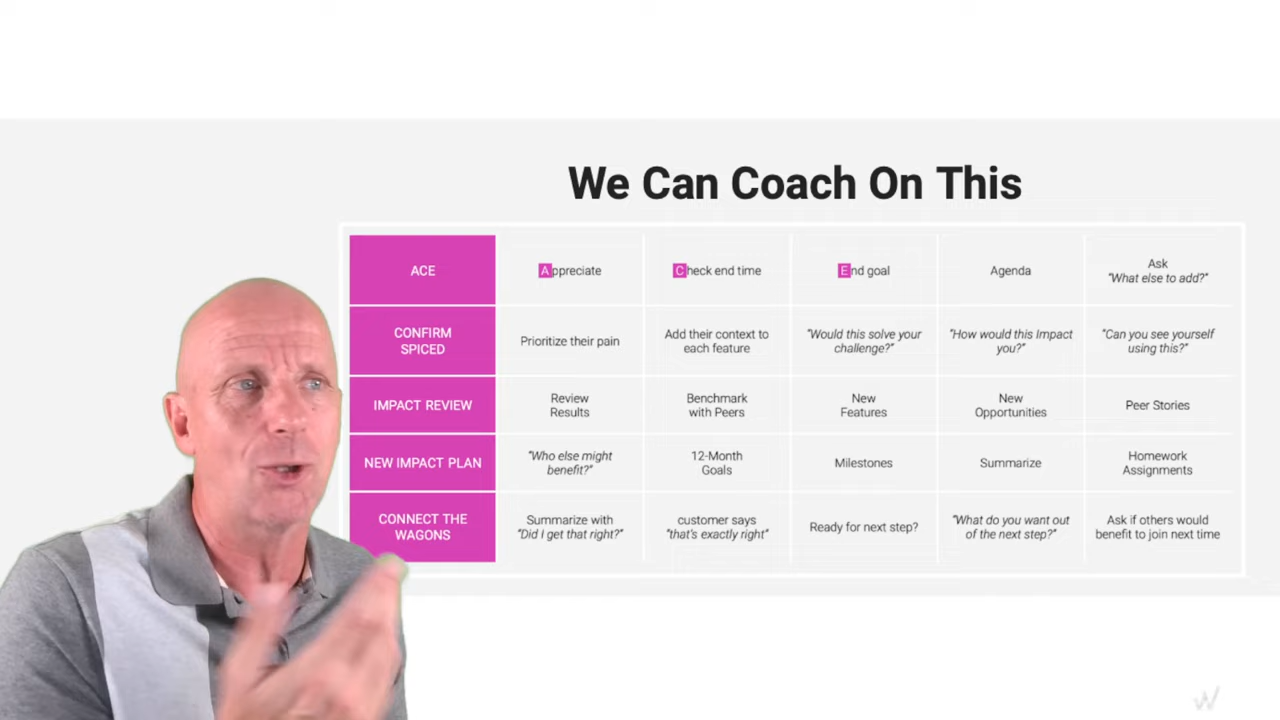 We Can Coach On This
ACE
Appreciate
Check end time
End goal
Agenda
Ask
"What else to add?"
CONFIRM
SPICED
Prioritize their pain
Add their context to
each feature
"Would this solve your
challenge?"
"How would this Impact
you?"
"Can you see yourself
using this?"
IMPACT REVIEW
Review
Results
Benchmark
with Peers
New
Features
New
Opportunities
Peer Stories
NEW IMPACT PLAN
"Who else might
benefit?"
12-Month
Goals
Milestones
Summarize
Homework
Assignments
CONNECT THE
WAGONS
Summarize with
"Did I get that right?"
customer says
"that's exactly right"
Ready for next step?
"What do you want out
of the next step?"
Ask if others would
benefit to join next time
W